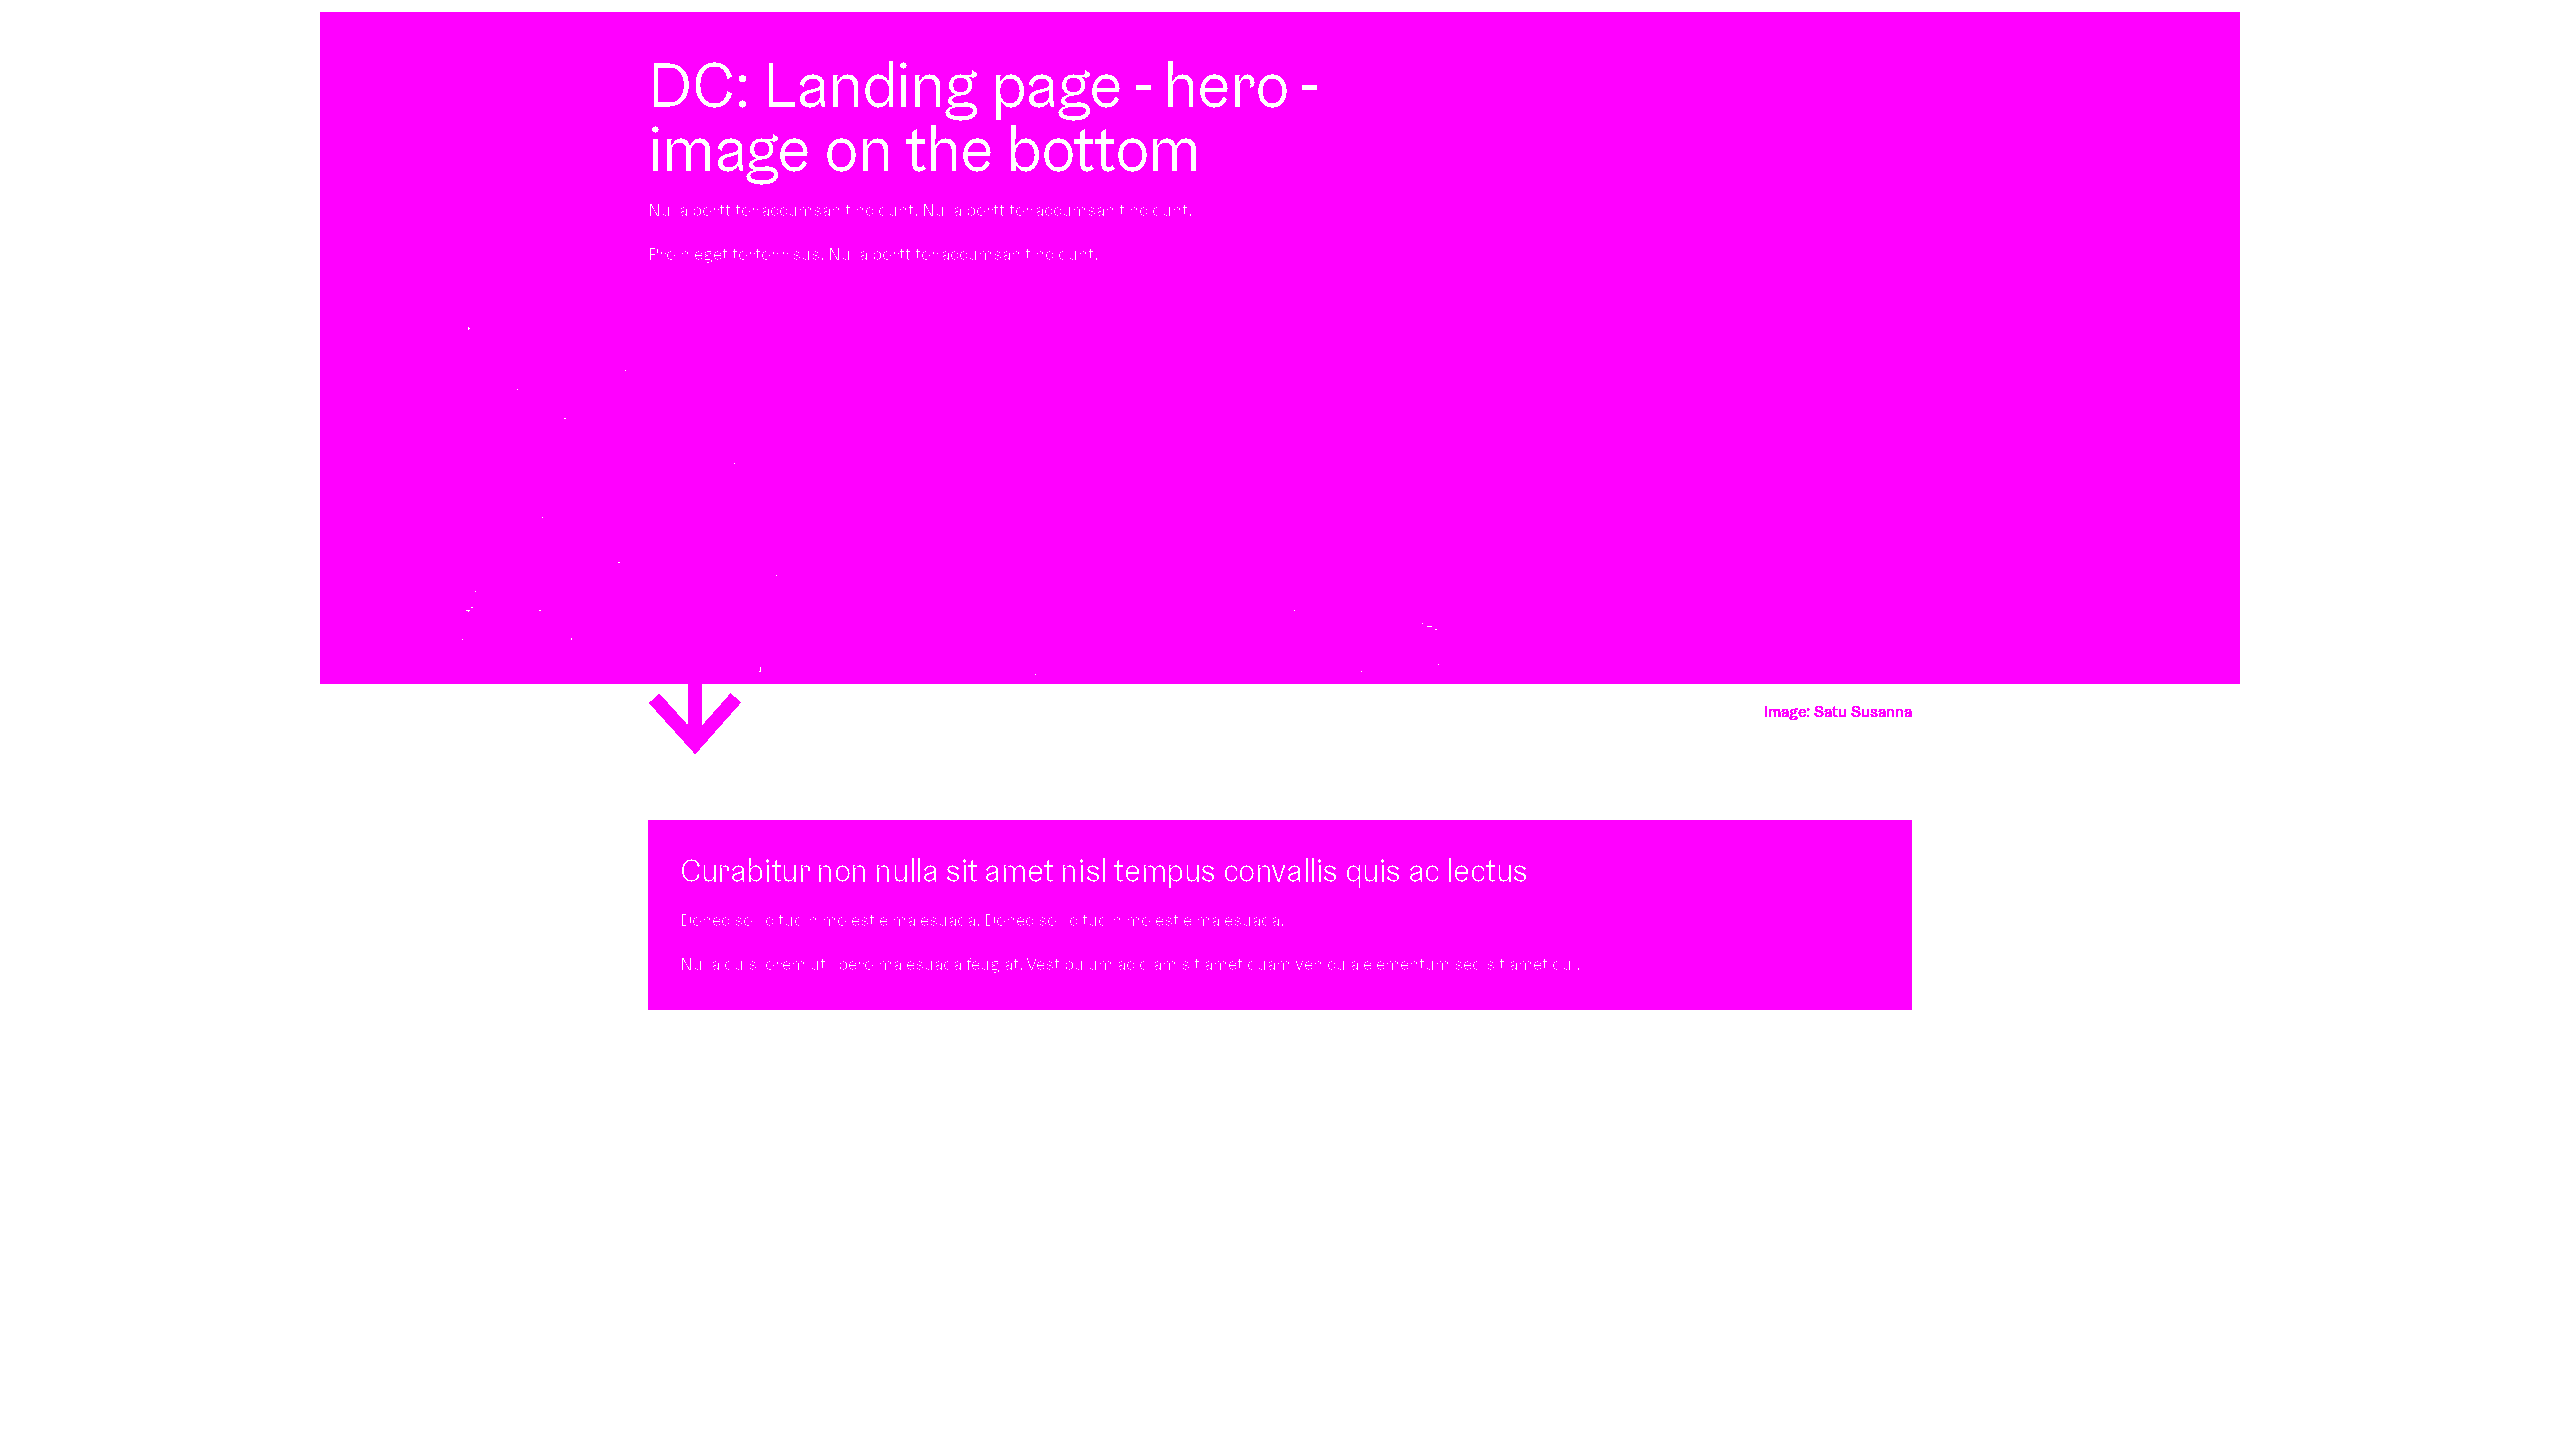 DC: Landing page - hero -
image on the bottom
Nulla porttitor accumsan tincidunt. Nulla porttitor accumsan tincidunt.
Proin eget tortor risus. Nulla porttitor accumsan tincidunt.
Image: Satu Susanna
Curabitur non nulla sit amet nisl tempus convallis quis ac lectus
Donec sollicitudin molestie malesuada. Donec sollicitudin molestie malesuada.
Nulla quis lorem ut libero malesuada feugiat. Vestibulum ac diam sit amet quam vehicula elementum sed sit amet dui.